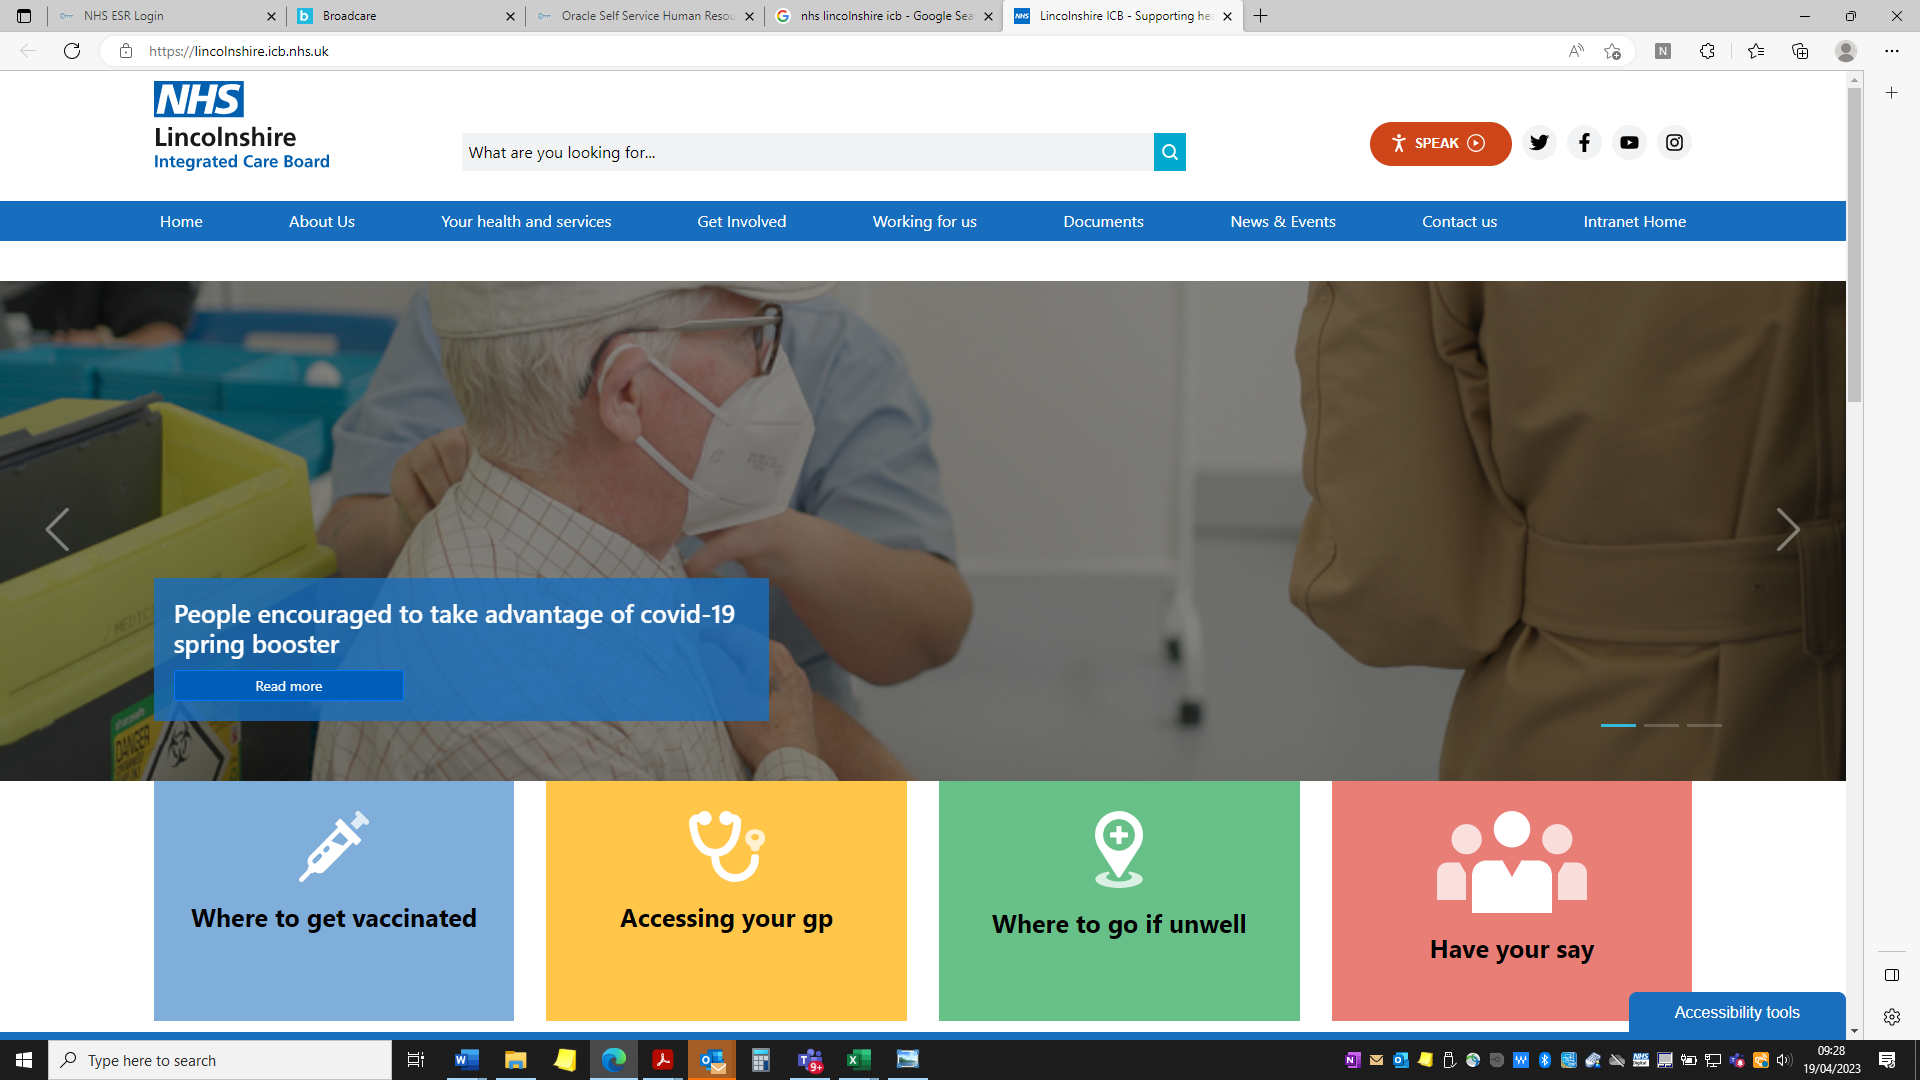 NHS ESR Login
Broadcare
Oracle Self Service Human Resou
nhs lincolnshire icb - Google Sea
Lincolnshire ICB - Supporting hea
https://lincolnshire.icb.nhs.uk
NHS
Lincolnshire
Integrated Care Board
What are you looking for...
SPEAK
Home
About Us
Your health and services
Get Involved
Working for us
Documents
News & Events
Contact us
Intranet Home
People encouraged to take advantage of covid-19
spring booster
Read more
DANGER
Where to get vaccinated
Accessing your gp
Where to go if unwell
Have your say
Accessibility tools
Type here to search
9+
09:28
19/04/2023